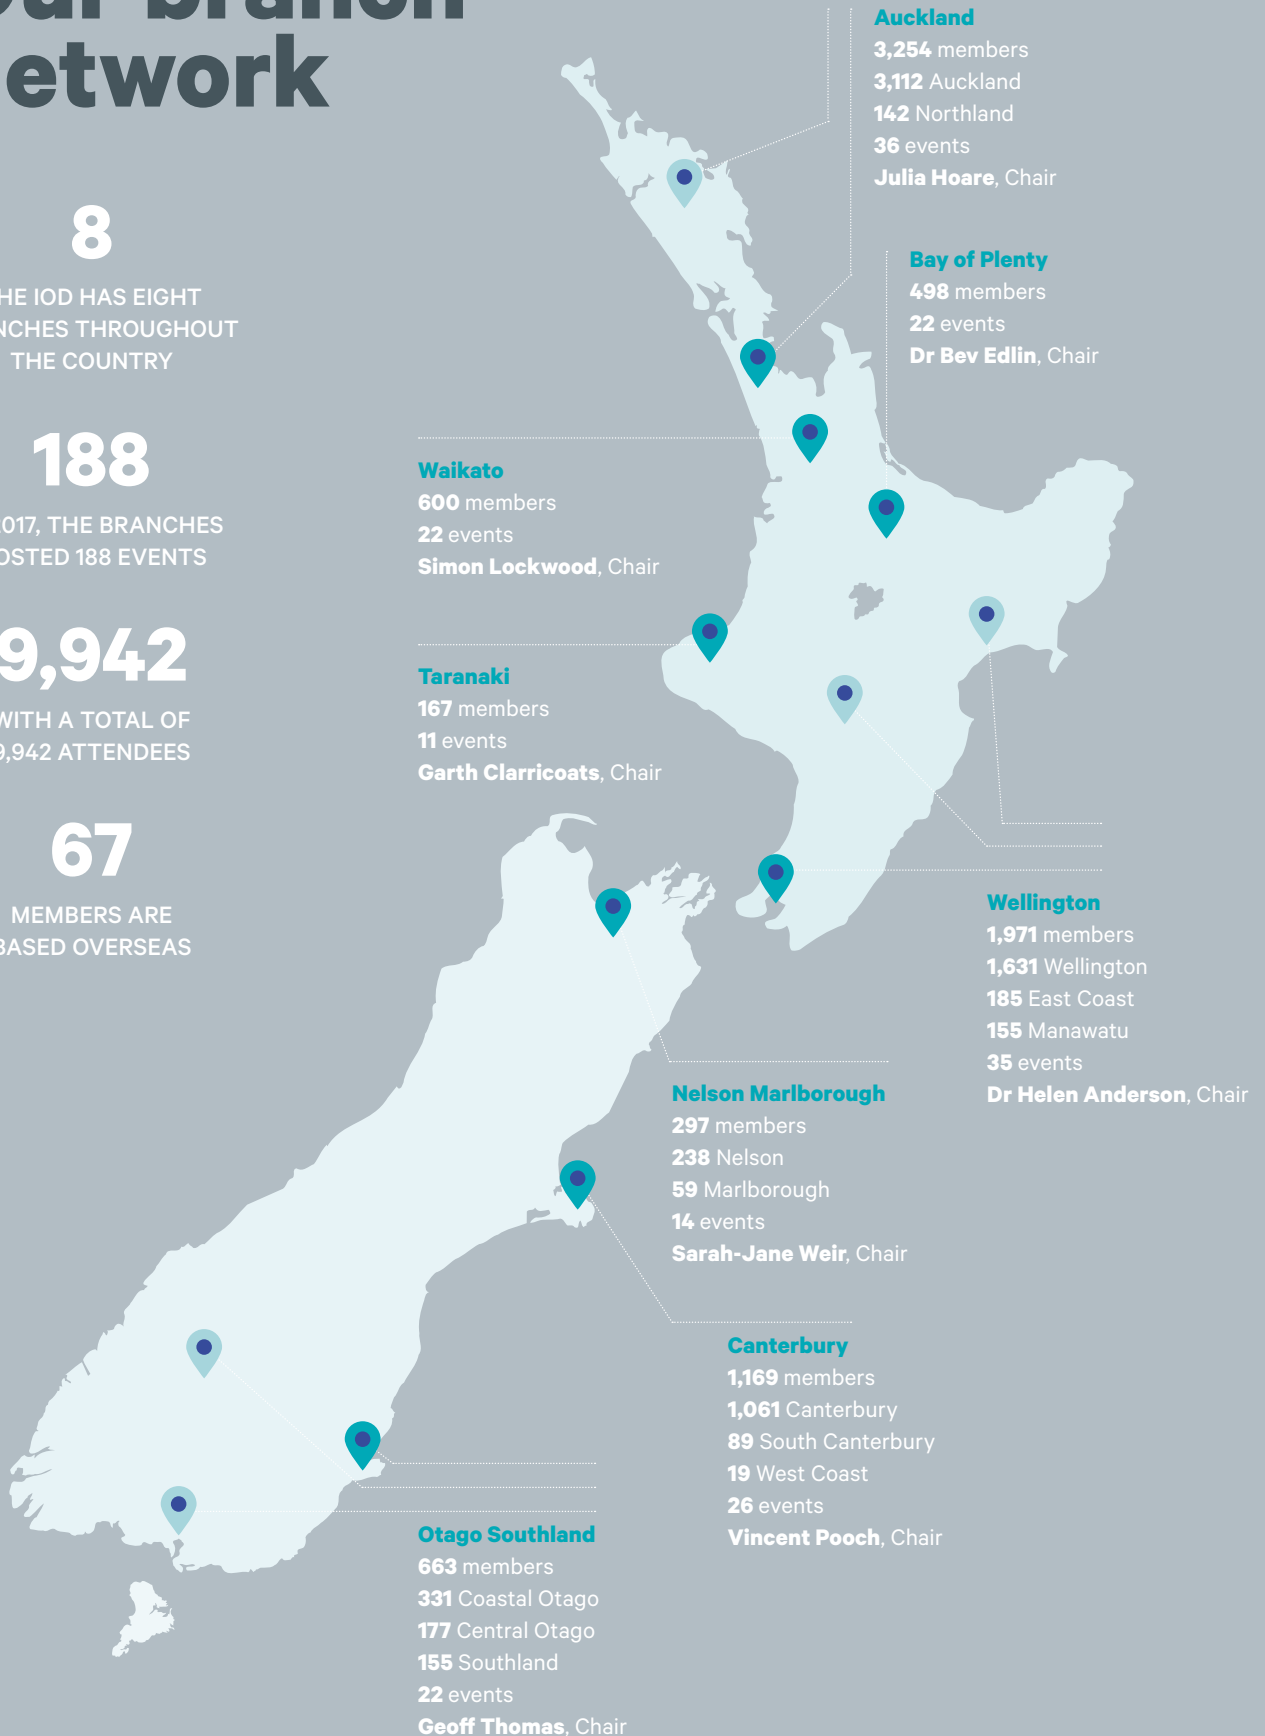 our branch
etwork
8
HE IOD HAS EIGHT
NCHES THROUGHOUT
THE COUNTRY
188
017, THE BRANCHES
OSTED 188 EVENTS
9,942
WITH A TOTAL OF
9,942 ATTENDEES
67
MEMBERS ARE
BASED OVERSEAS
Auckland
3,254 members
3,112 Auckland
142 Northland
36 events
Julia Hoare, Chair
Bay of Plenty
498 members
22 events
Dr Bev Edlin, Chair
Waikato
600 members
22 events
Simon Lockwood, Chair
Taranaki
167 members
11 events
Garth Clarricoats, Chair
Wellington
1,971 members
1,631 Wellington
185 East Coast
155 Manawatu
35 events
Dr Helen Anderson, Chair
Nelson Marlborough
297 members
238 Nelson
59 Marlborough
14 events
Sarah-Jane Weir, Chair
Canterbury
1,169 members
1,061 Canterbury
89 South Canterbury
19 West Coast
26 events
Vincent Pooch, Chair
Otago Southland
663 members
331 Coastal Otago
177 Central Otago
155 Southland
22 events
Geoff Thomas, Chair